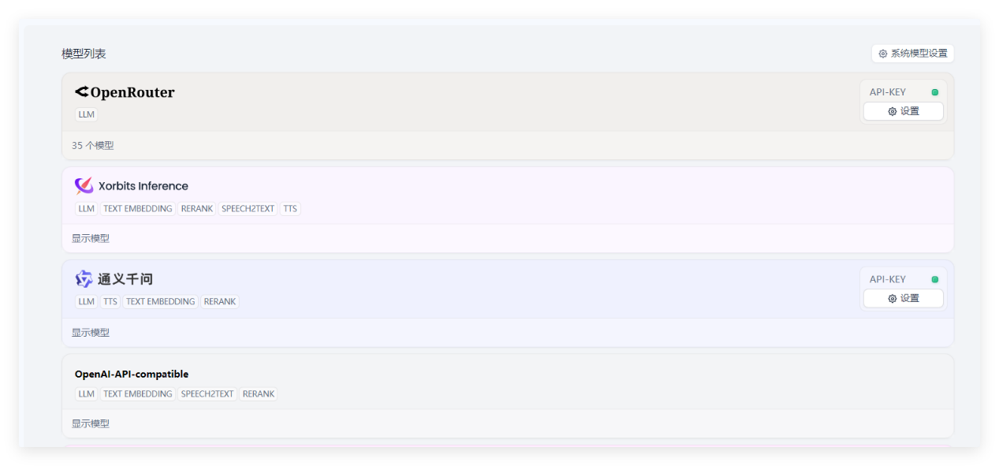 模型列表 系统模型设置
OpenRouter API-KEY
LLM 设置
35 个模型
Xorbits Inference
LLM TEXT EMBEDDING RERANK SPEECH2TEXT TTS
显示模型
通义千问 API-KEY
LLM TTS TEXT EMBEDDING RERANK 设置
显示模型
OpenAI-API-compatible
LLM TEXT EMBEDDING SPEECH2TEXT RERANK
显示模型